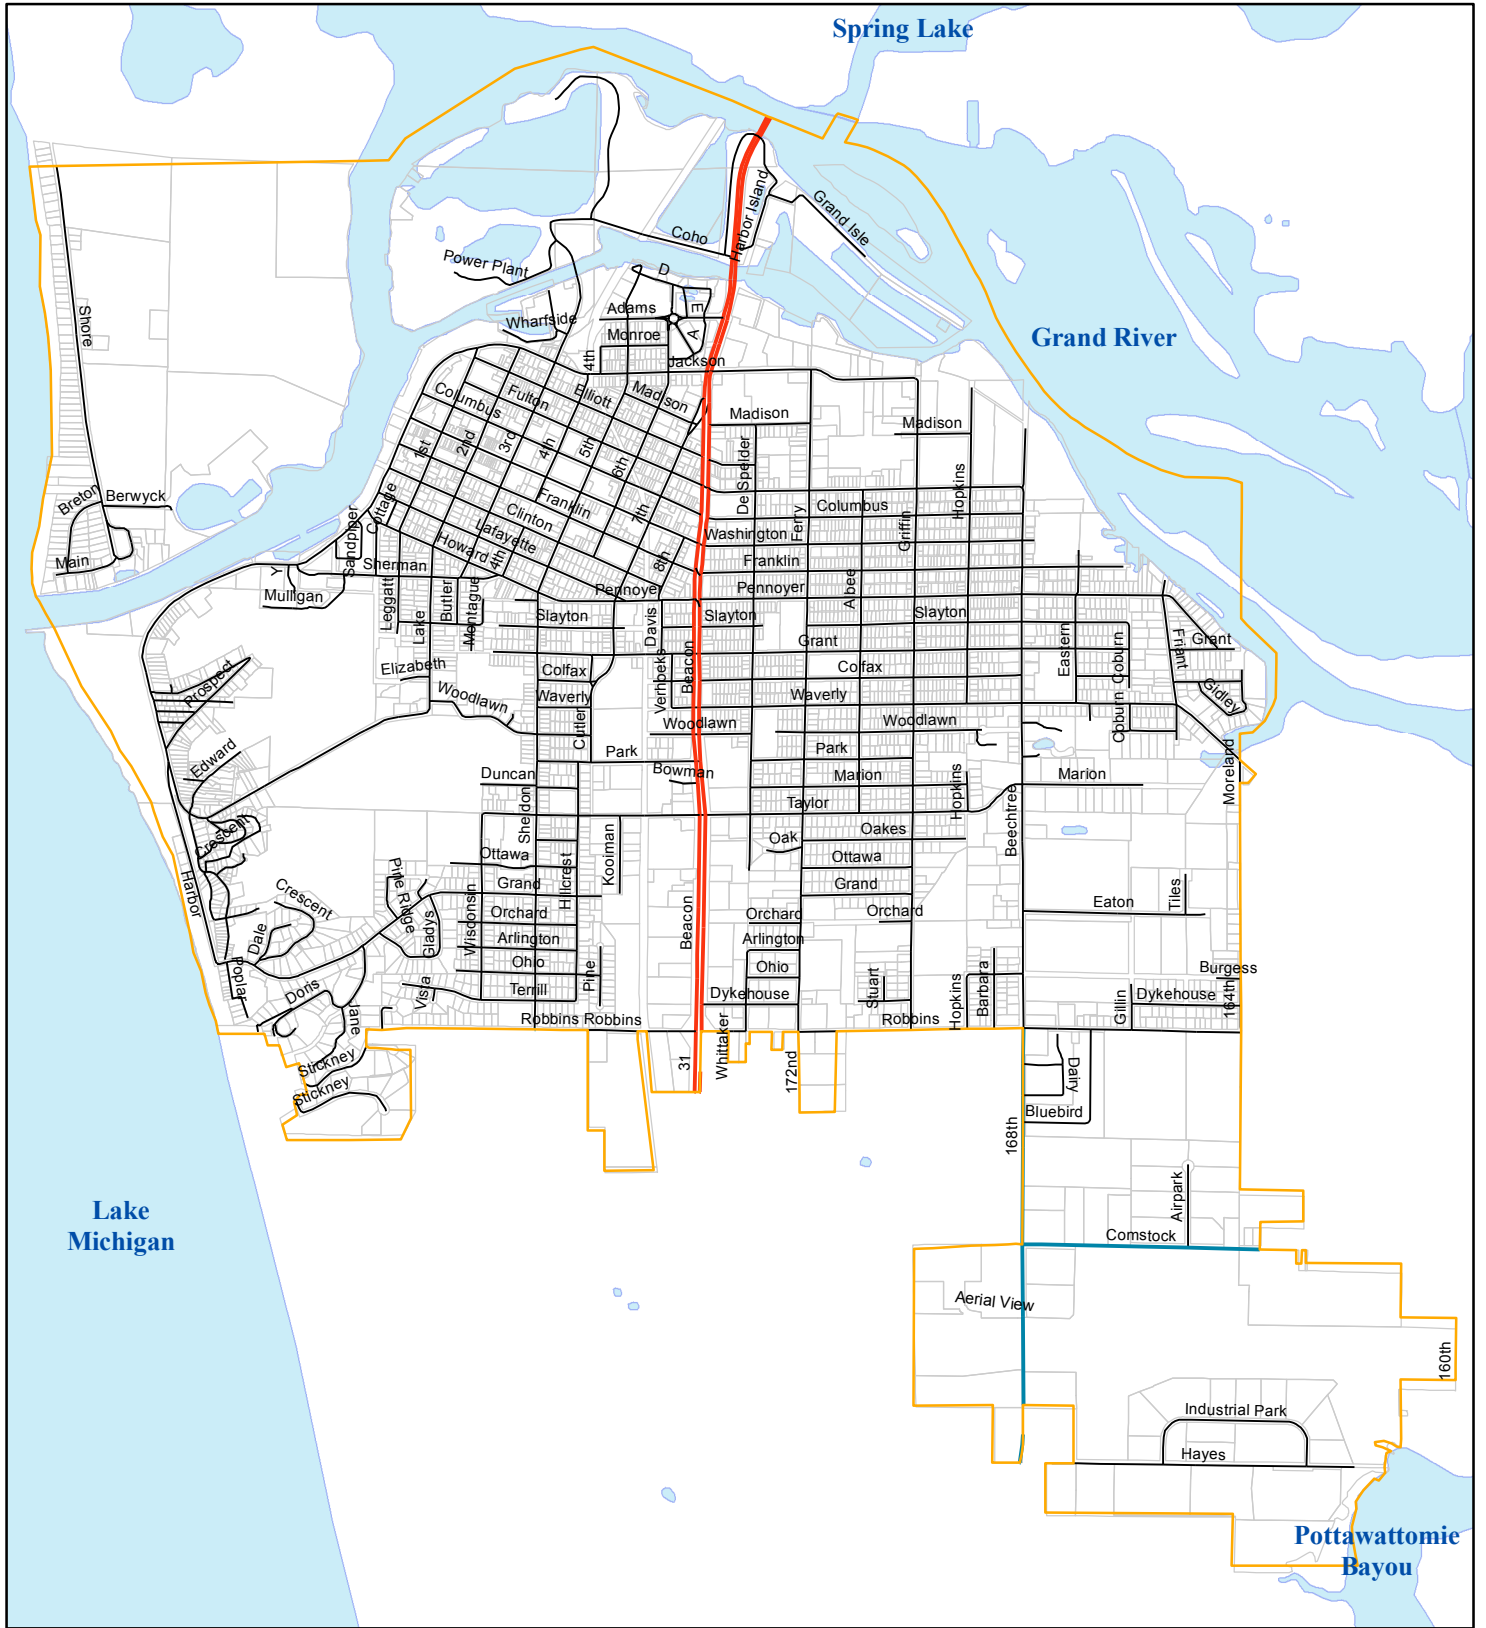 Spring Lake
Harbor Island
Grand Isle
Coho
Power Plant
D
Shore
Adams
E
Wharfside
Monroe
A
Grand River
4th
Jackson
Columbus
Fulton
Elliott
Madison
Madison
Madison
1st
2nd
3rd
4th
5th
6th
De Spelder
Hopkins
Breton
Berwyck
Cottage
Franklin
7th
Columbus
Clinton
Ferry
Griffin
Sandpiper
Lafayette
Washington
Howard
4th
8th
Main
Sherman
Franklin
Y
Mulligan
Leggatt
Butler
Pennoyer
Pennoyer
Albee
Lake
Montague
Slayton
Davis
Slayton
Slayton
Grant
Eastern
Coburn
Friant
Grant
Elizabeth
Colfax
Verhoeks
Beacon
Colfax
Prospect
Woodlawn
Waverly
Waverly
Gidley
Cutler
Woodlawn
Woodlawn
Coburn
Park
Park
Edward
Duncan
Bowman
Marion
Hopkins
Marion
Moreland
Sheldon
Taylor
Beechtree
Crescent
Oak
Oakes
Ottawa
Kooiman
Ottawa
Harbor
Pine Ridge
Grand
Hillcrest
Grand
Crescent
Wisonsin
Orchard
Orchard
Orchard
Eaton
Tiles
Dale
Gladys
Arlington
Beacon
Arlington
Poplar
Ohio
Pine
Ohio
Stuart
Burgess
Doris
Vista
Terrill
Dykehouse
Hopkins
Barbara
Gillin
Dykehouse
164th
Jane
Robbins
Robbins
Robbins
Whittaker
Stickney
31
172nd
Dairy
Stickney
Bluebird
168th
Lake
Michigan
Airpark
Comstock
Aerial View
160th
Industrial Park
Hayes
Pottawattomie
Bayou